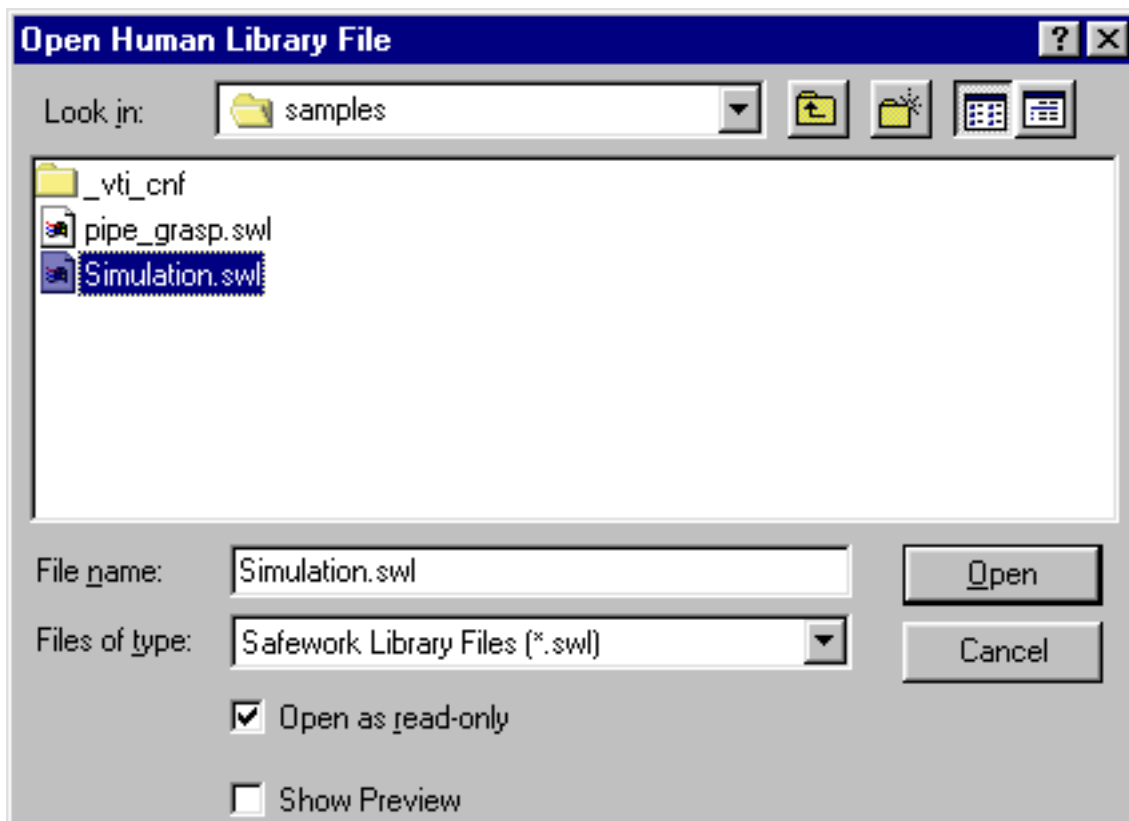 Open Human Library File
Look in: samples
_vti_cnf
pipe_grasp.swl
Simulation.swl
File name: Simulation.swl Open
Files of type: Safework Library Files (*.swl) Cancel
Open as read-only
Show Preview